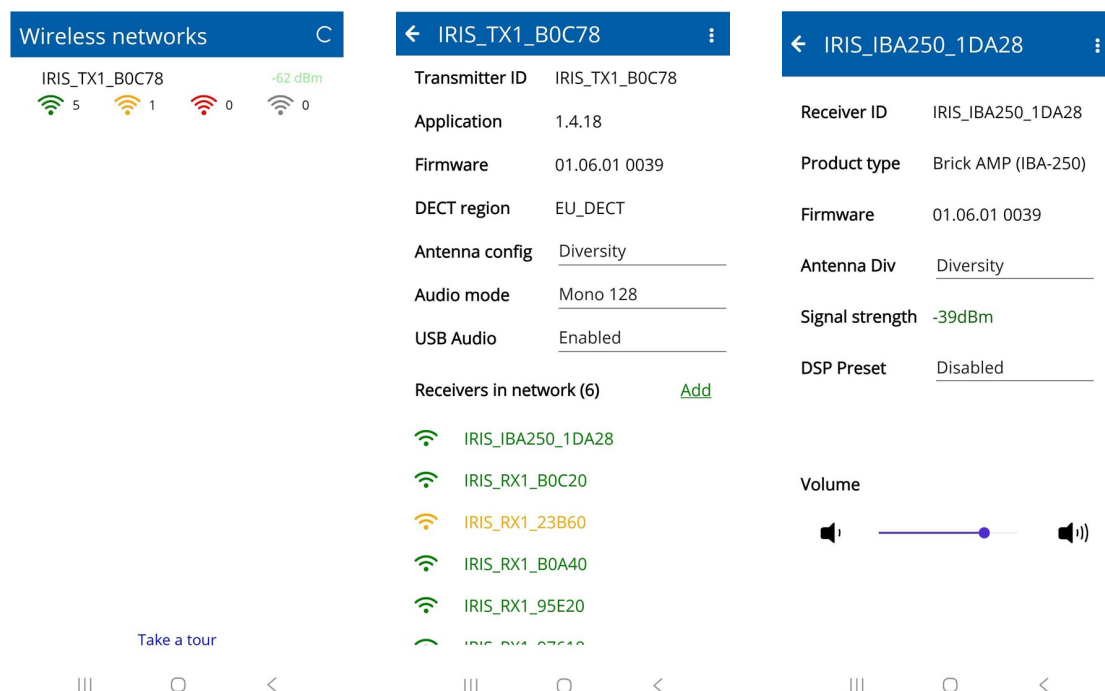 Wireless networks
IRIS_TX1_B0C78 -62 dBm
5 1 0 0
Take a tour
IRIS_TX1_B0C78
Transmitter ID IRIS_TX1_B0C78
Application 1.4.18
Firmware 01.06.01 0039
DECT region EU_DECT
Antenna config Diversity
Audio mode Mono 128
USB Audio Enabled
Receivers in network (6) Add
IRIS_IBA250_1DA28
IRIS_RX1_B0C20
IRIS_RX1_23B60
IRIS_RX1_B0A40
IRIS_RX1_95E20
IRIS_IBA250_1DA28
Receiver ID IRIS_IBA250_1DA28
Product type Brick AMP (IBA-250)
Firmware 01.06.01 0039
Antenna Div Diversity
Signal strength -39dBm
DSP Preset Disabled
Volume